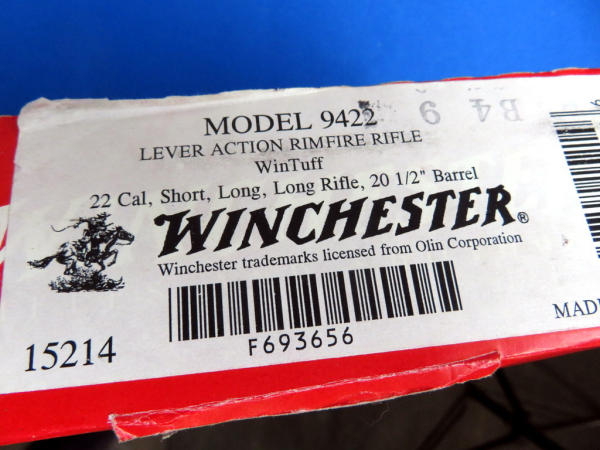 MODEL 9422
B4 9
LEVER ACTION RIMFIRE RIFLE
WinTuff
22 Cal, Short, Long, Long Rifle, 20 1/2" Barrel
WINCHESTER®
Winchester trademarks licensed from Olin Corporation
F693656
15214
MAD